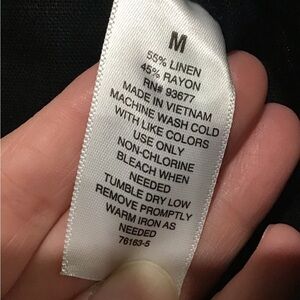 M
55% LINEN
45% RAYON
RN# 93677
MADE IN VIETNAM
MACHINE WASH COLD
WITH LIKE COLORS
USE ONLY
NON-CHLORINE
BLEACH WHEN
NEEDED
TUMBLE DRY LOW
REMOVE PROMPTLY
WARM IRON AS
NEEDED
76163-5